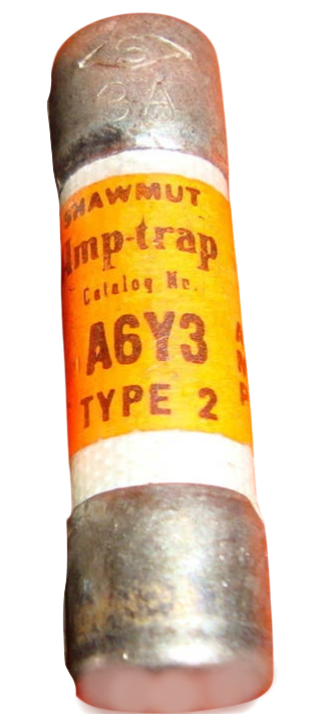 S
3A
SHAWMUT
Amp-trap
Catalog No.
A6Y3
TYPE 2
A
N
P